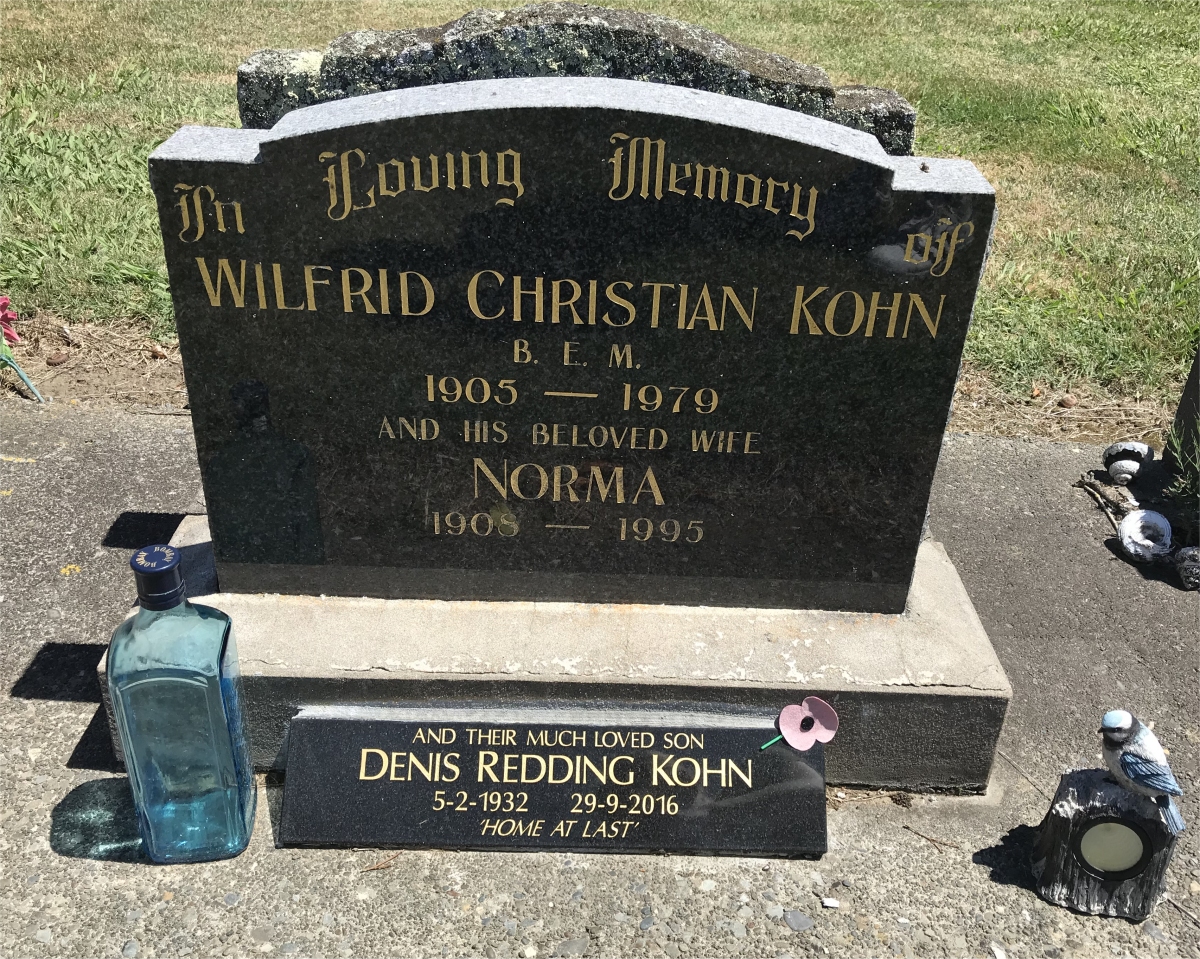 In Loving Memory of
WILFRID CHRISTIAN KOHN
B. E. M.
1905 — 1979
AND HIS BELOVED WIFE
NORMA
1908 — 1995
AND THEIR MUCH LOVED SON
DENIS REDDING KOHN
5-2-1932 29-9-2016
'HOME AT LAST'
BOMBAY